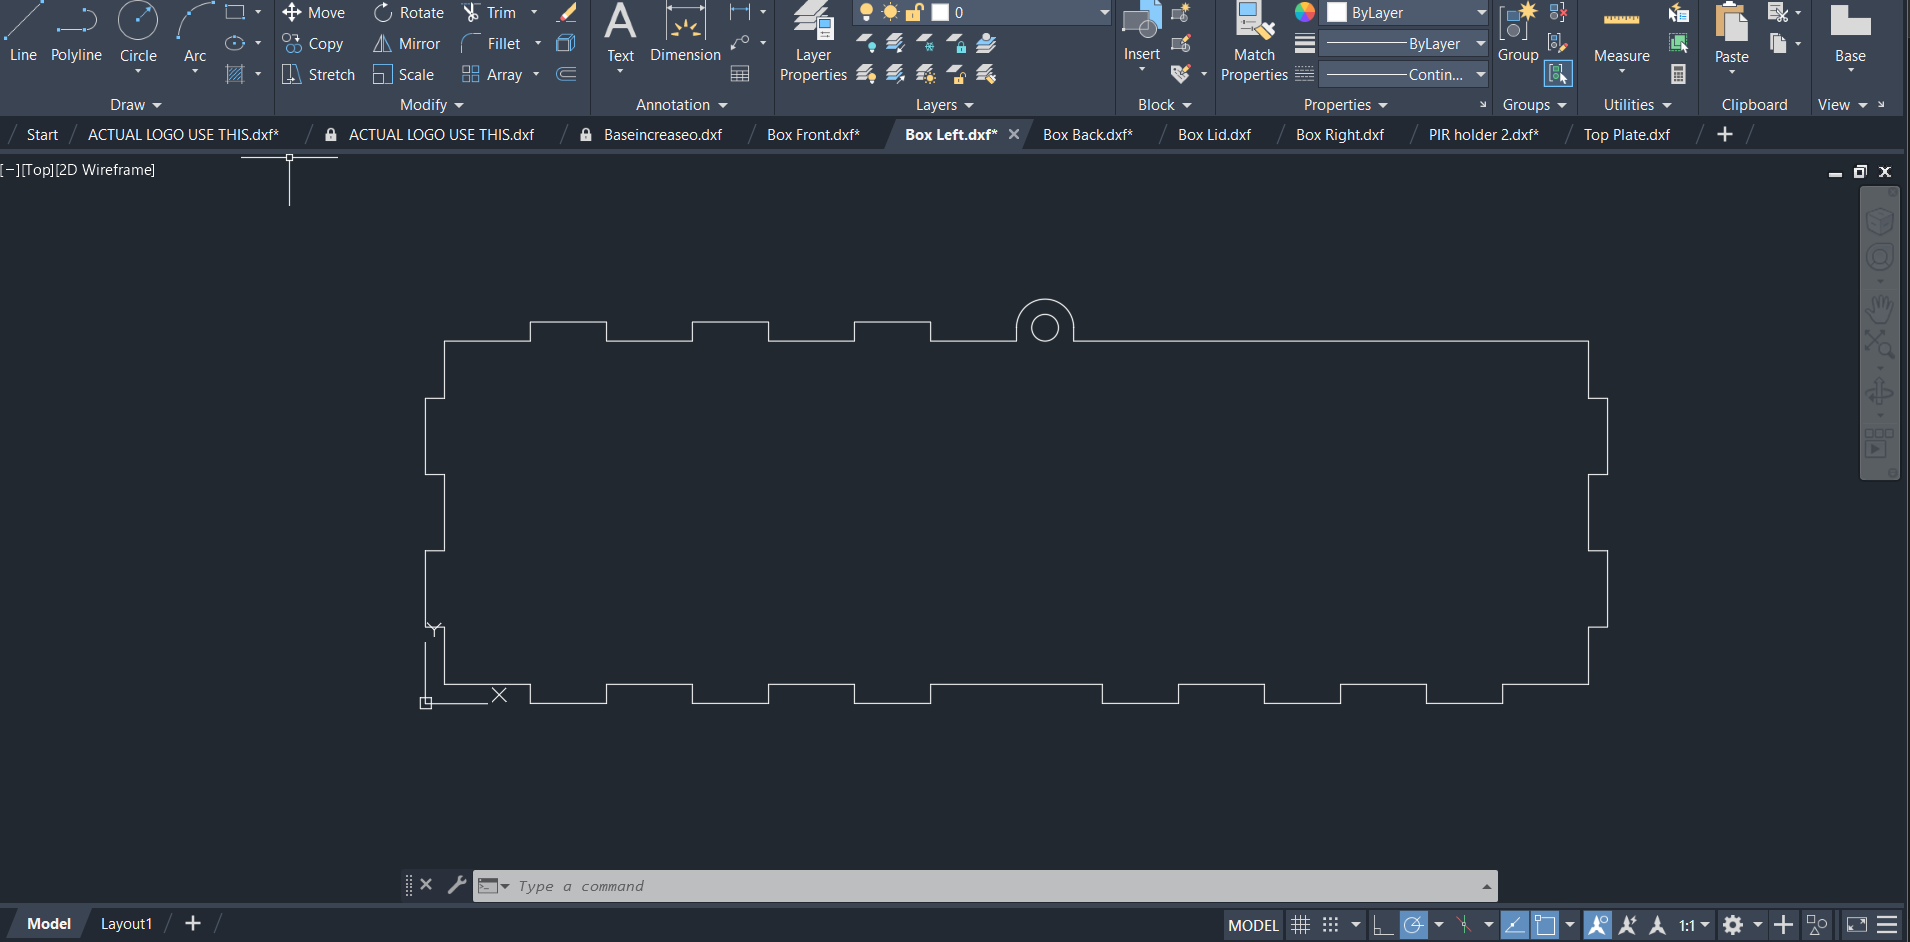 Move Rotate Trim 0 ByLayer
Line Polyline Circle Arc Copy Mirror Fillet Text Dimension Layer Properties Insert Match Properties ByLayer Group Measure Paste Base
Stretch Scale Array Contin...
Draw Modify Annotation Layers Block Properties Groups Utilities Clipboard View
Start ACTUAL LOGO USE THIS.dxf* ACTUAL LOGO USE THIS.dxf Baseincreaseo.dxf Box Front.dxf* Box Left.dxf* Box Back.dxf* Box Lid.dxf Box Right.dxf PIR holder 2.dxf* Top Plate.dxf
[−][Top][2D Wireframe]
Y
X
Type a command
Model Layout1 MODEL 1:1